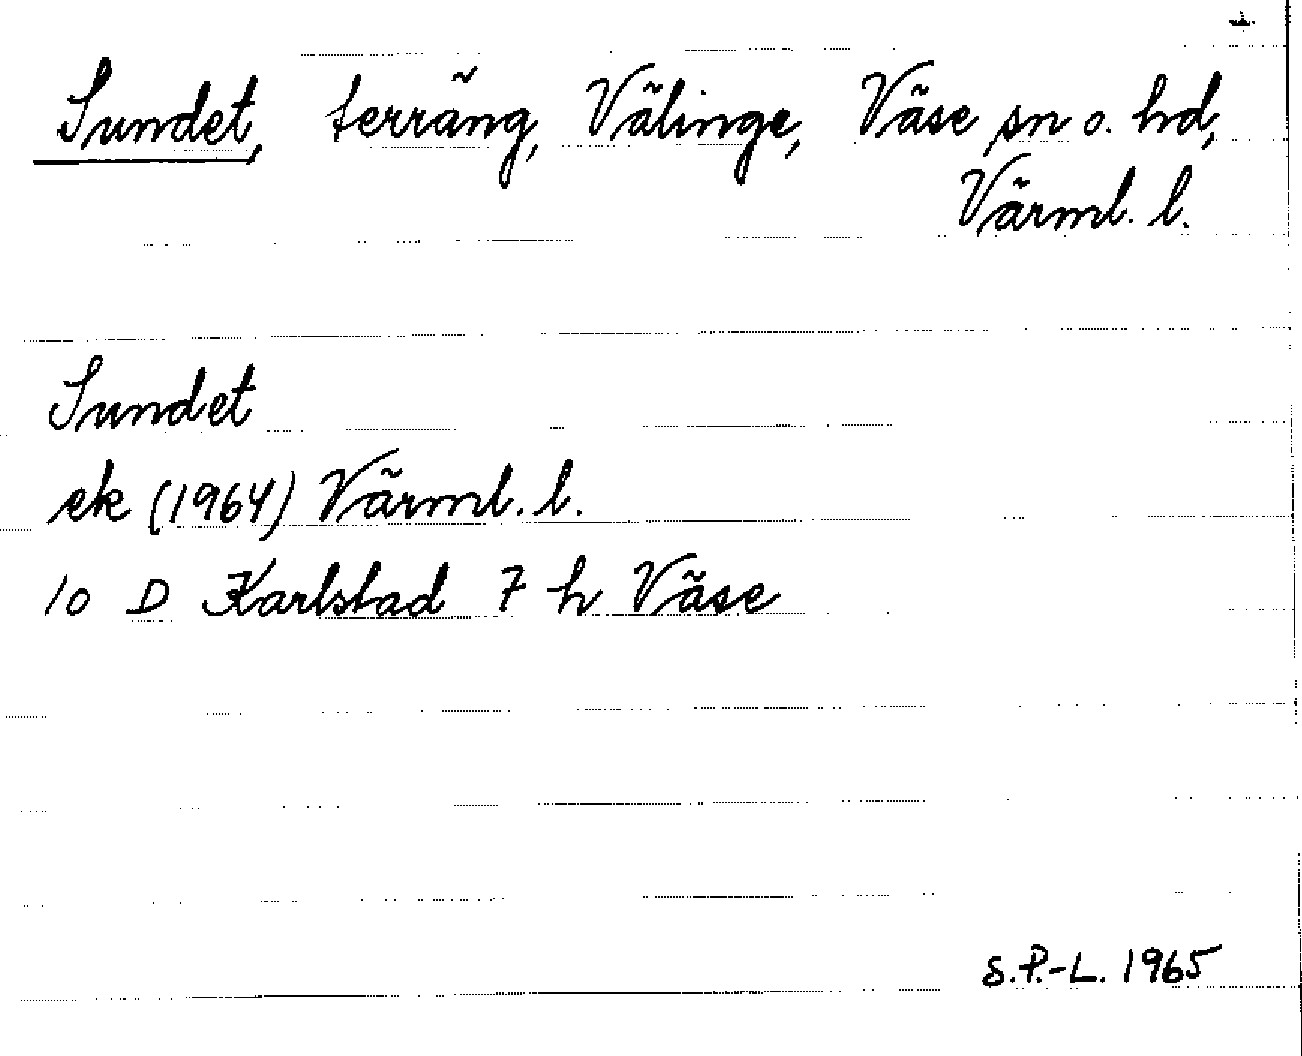 Sundet, terräng, Välinge, Väse sn o. hd,
Värml. l.
Sundet
ek (1964) Värml. l.
10 D Karlstad 7 h Väse
S.P.-L. 1965